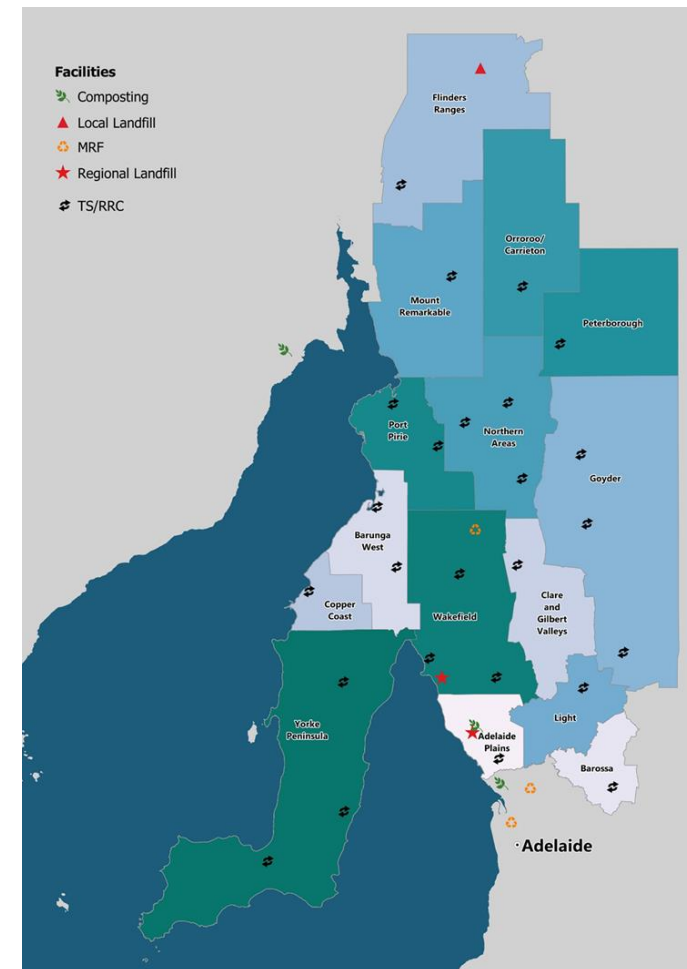 Facilities
Composting
Local Landfill
MRF
Regional Landfill
TS/RRC
Flinders
Ranges
Orroroo/
Carrieton
Mount
Remarkable
Peterborough
Port
Pirie
Northern
Areas
Goyder
Barunga
West
Copper
Coast
Wakefield
Clare
and
Gilbert
Valleys
Yorke
Peninsula
Adelaide
Plains
Light
Barossa
Adelaide